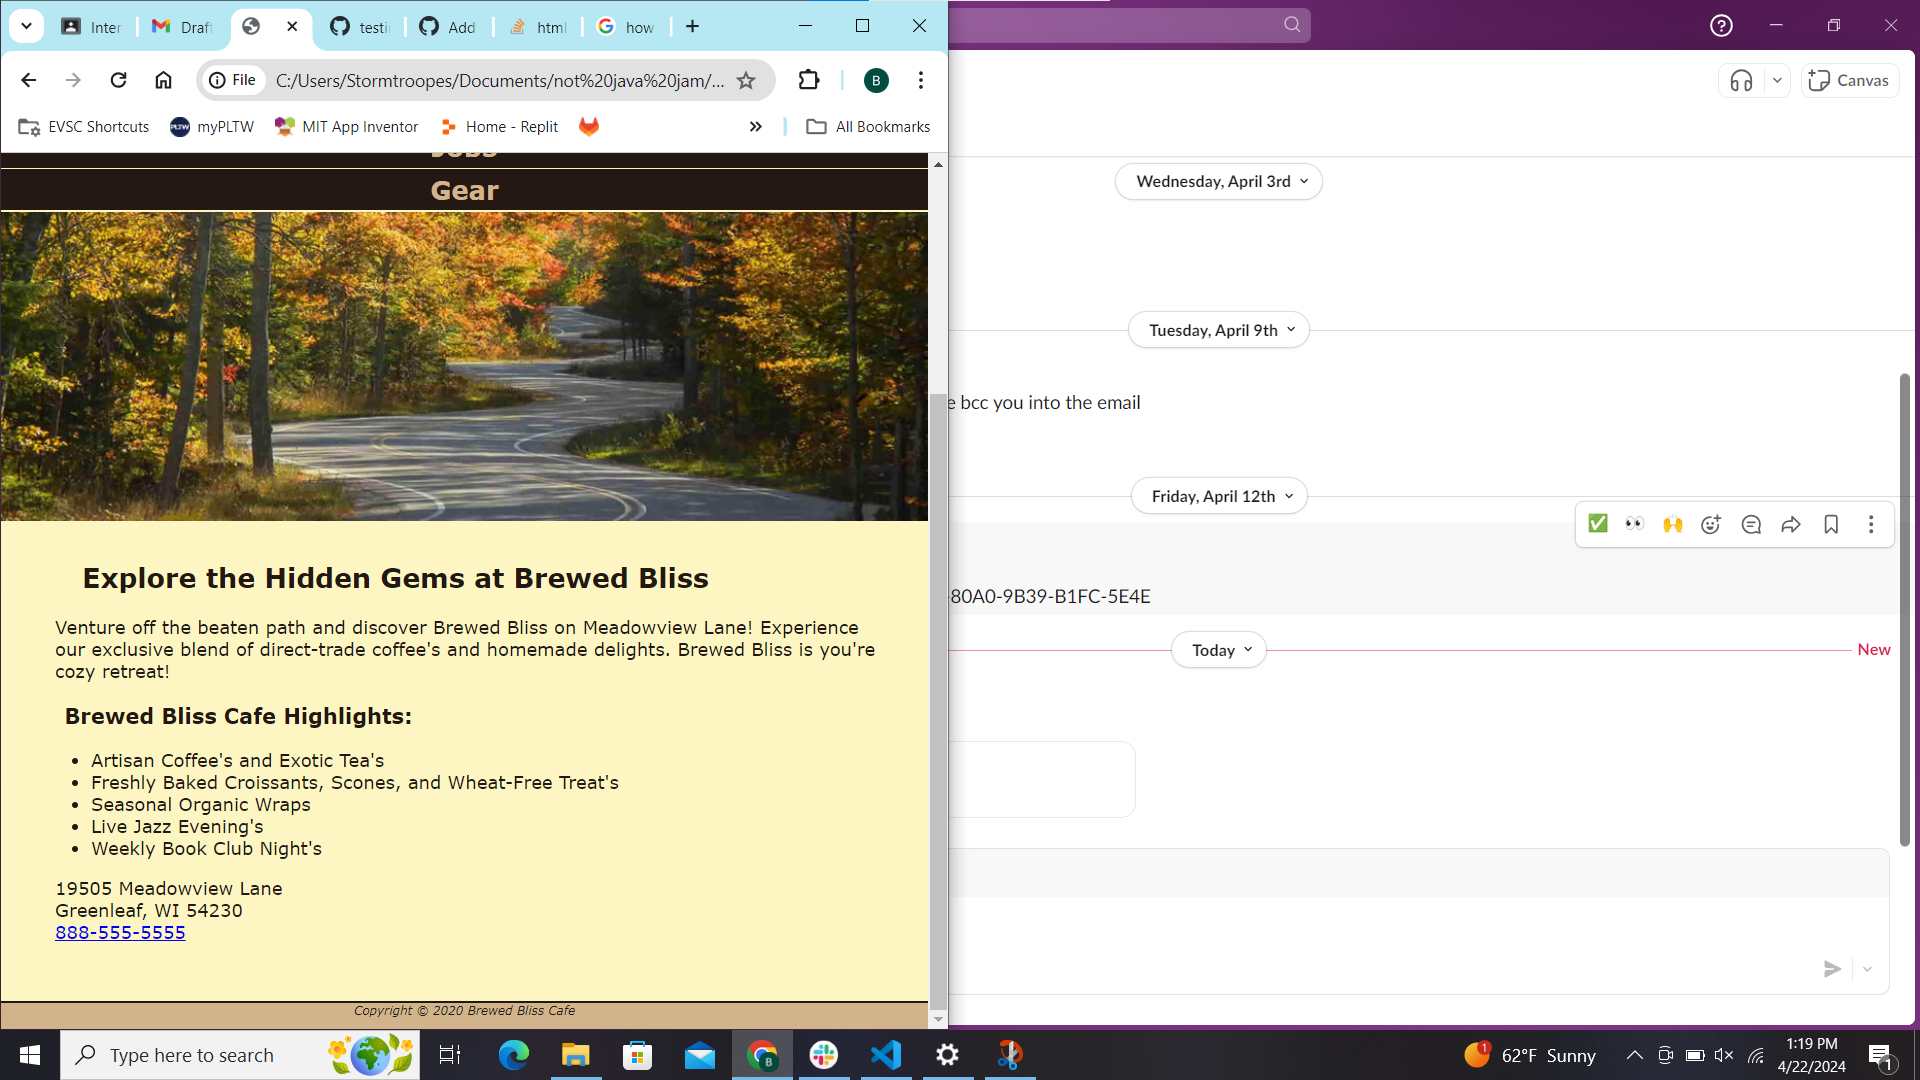 Inter
Draft
testi
Add
html
how
File
C:/Users/Stormtroopes/Documents/not%20java%20jam/...
B
EVSC Shortcuts
myPLTW
MIT App Inventor
Home - Replit
All Bookmarks
Jobs
Gear
Explore the Hidden Gems at Brewed Bliss
Venture off the beaten path and discover Brewed Bliss on Meadowview Lane! Experience
our exclusive blend of direct-trade coffee's and homemade delights. Brewed Bliss is you're
cozy retreat!
Brewed Bliss Cafe Highlights:
Artisan Coffee's and Exotic Tea's
Freshly Baked Croissants, Scones, and Wheat-Free Treat's
Seasonal Organic Wraps
Live Jazz Evening's
Weekly Book Club Night's
19505 Meadowview Lane
Greenleaf, WI 54230
888-555-5555
Copyright © 2020 Brewed Bliss Cafe
Canvas
Wednesday, April 3rd
Tuesday, April 9th
e bcc you into the email
Friday, April 12th
-80A0-9B39-B1FC-5E4E
Today
New
Type here to search
1
62°F Sunny
1:19 PM
4/22/2024
1